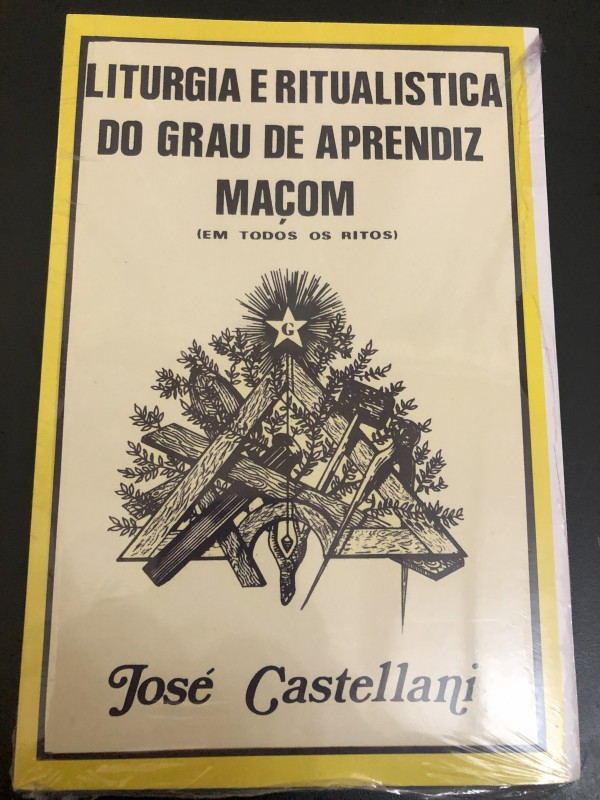 LITURGIA E RITUALISTICA
DO GRAU DE APRENDIZ
MAÇOM
(EM TODOS OS RITOS)
G
José Castellani